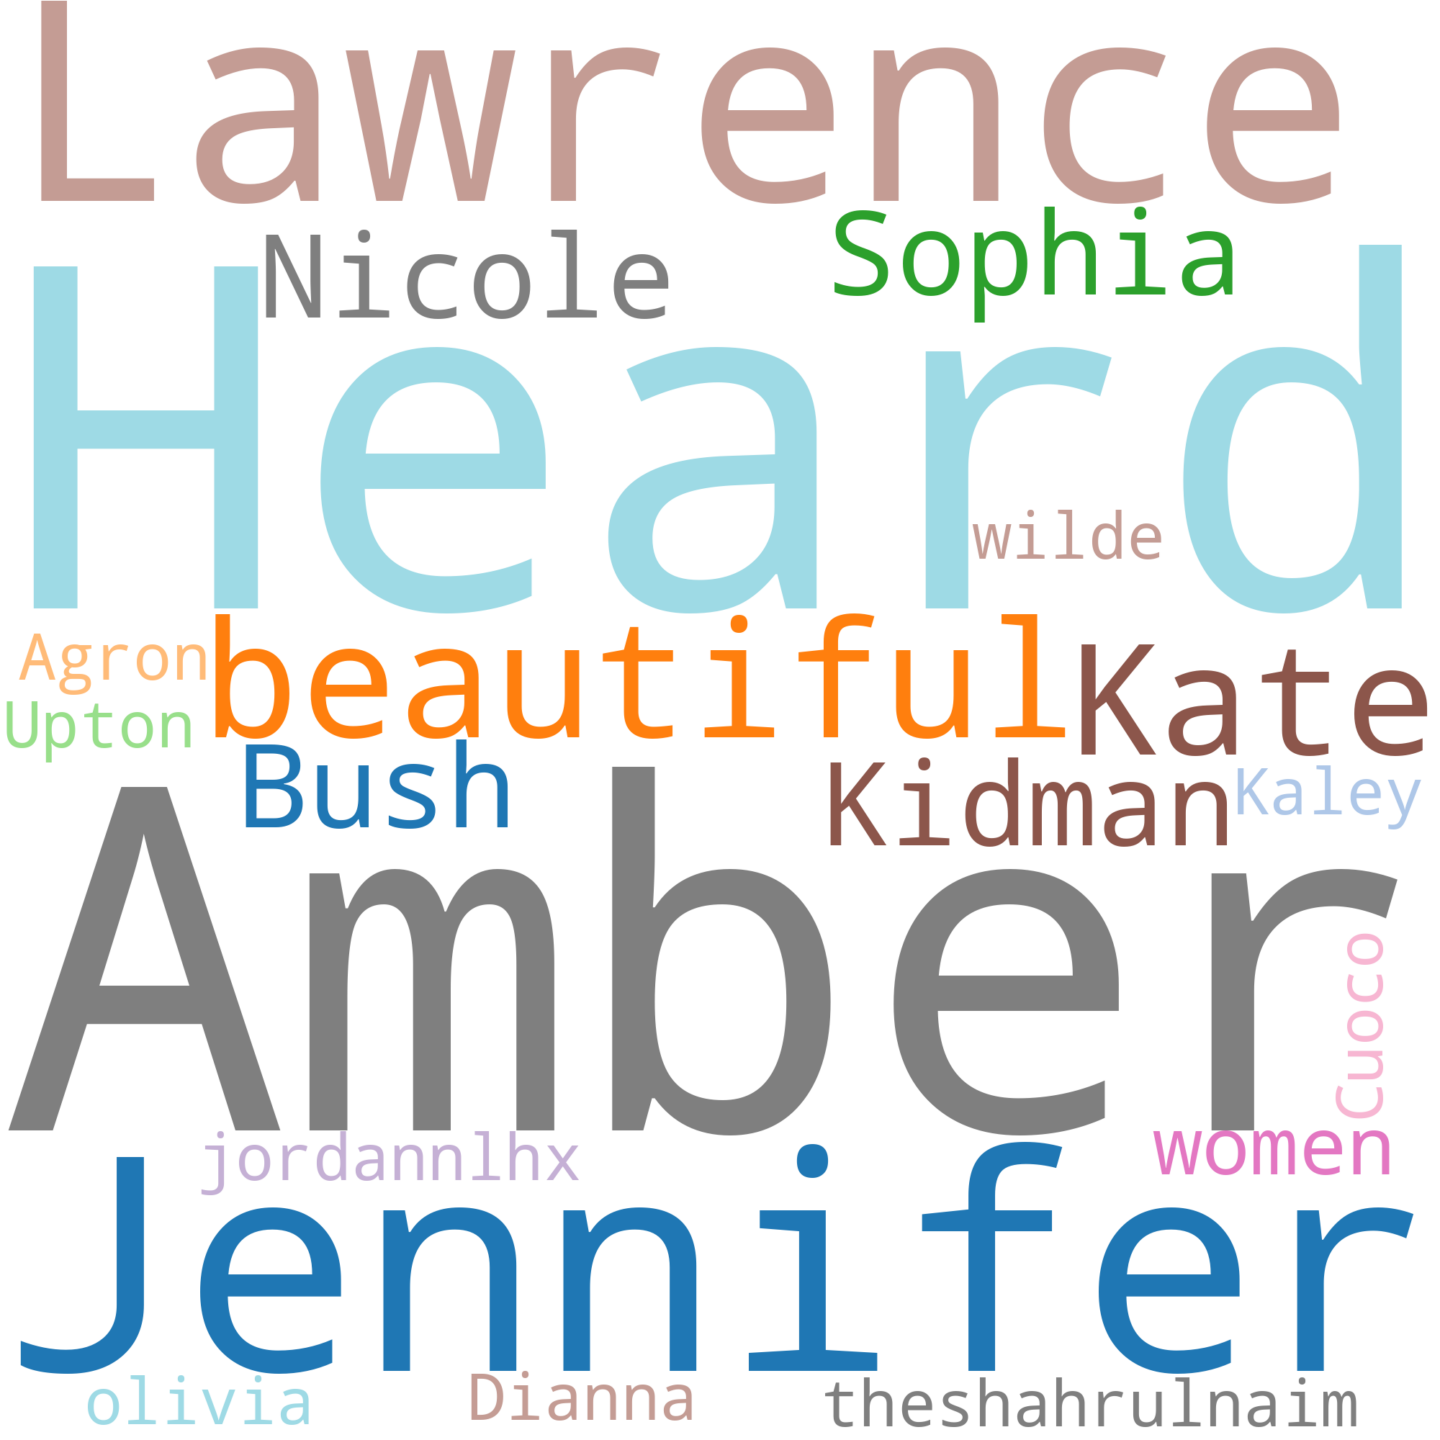 Lawrence
Nicole
Sophia
Heard
wilde
beautiful
Agron
Kate
Upton
Bush
Kidman
Kaley
Amber
Cuoco
jordannlhx
women
Jennifer
olivia
Dianna
theshahrulnaim